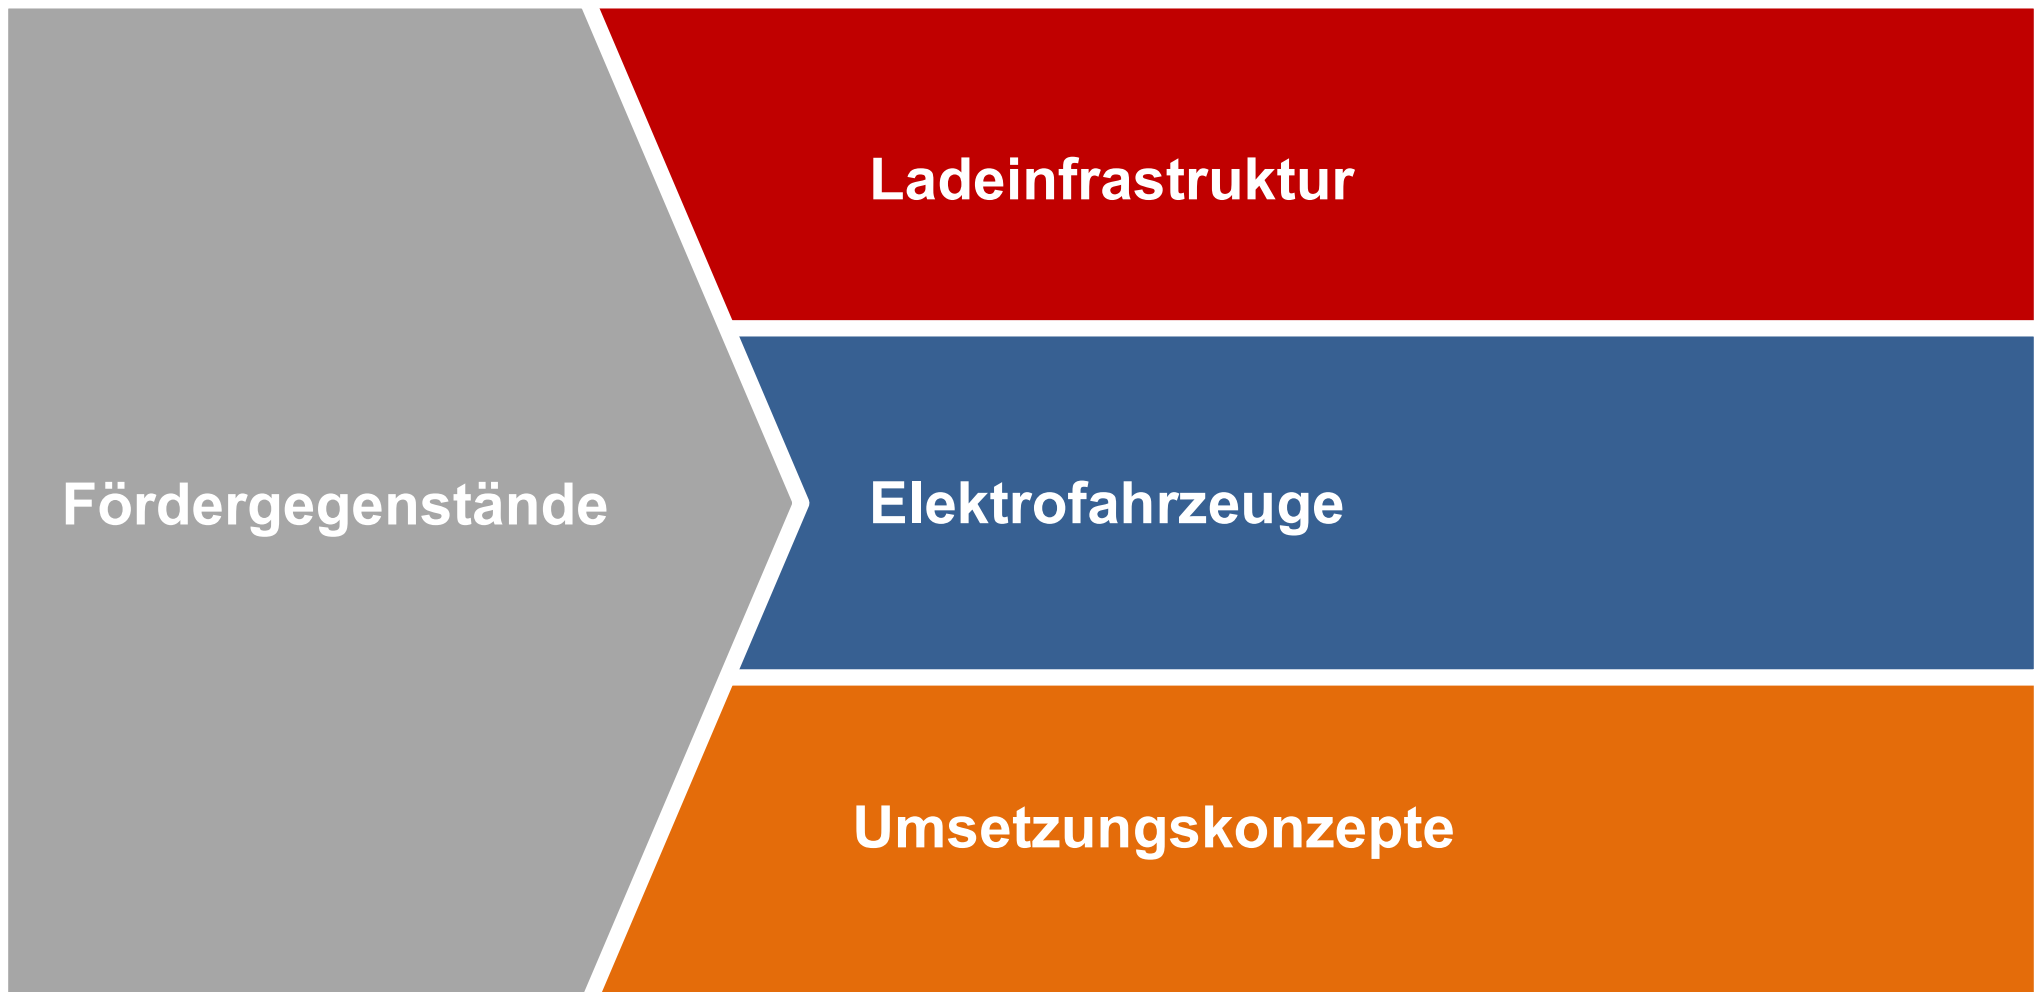 Fördergegenstände
Ladeinfrastruktur
Elektrofahrzeuge
Umsetzungskonzepte